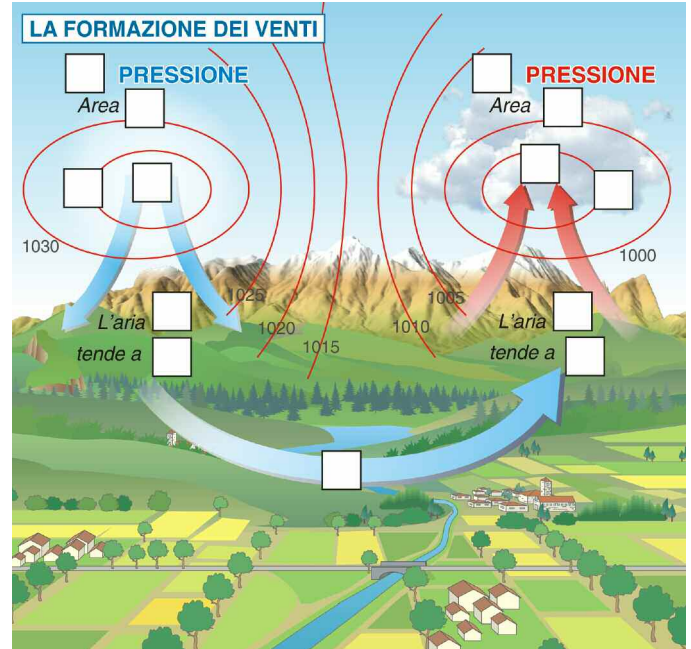 LA FORMAZIONE DEI VENTI
PRESSIONE
Area
PRESSIONE
Area
1030
1000
1025
1020
1015
1005
1010
L'aria
tende a
L'aria
tende a